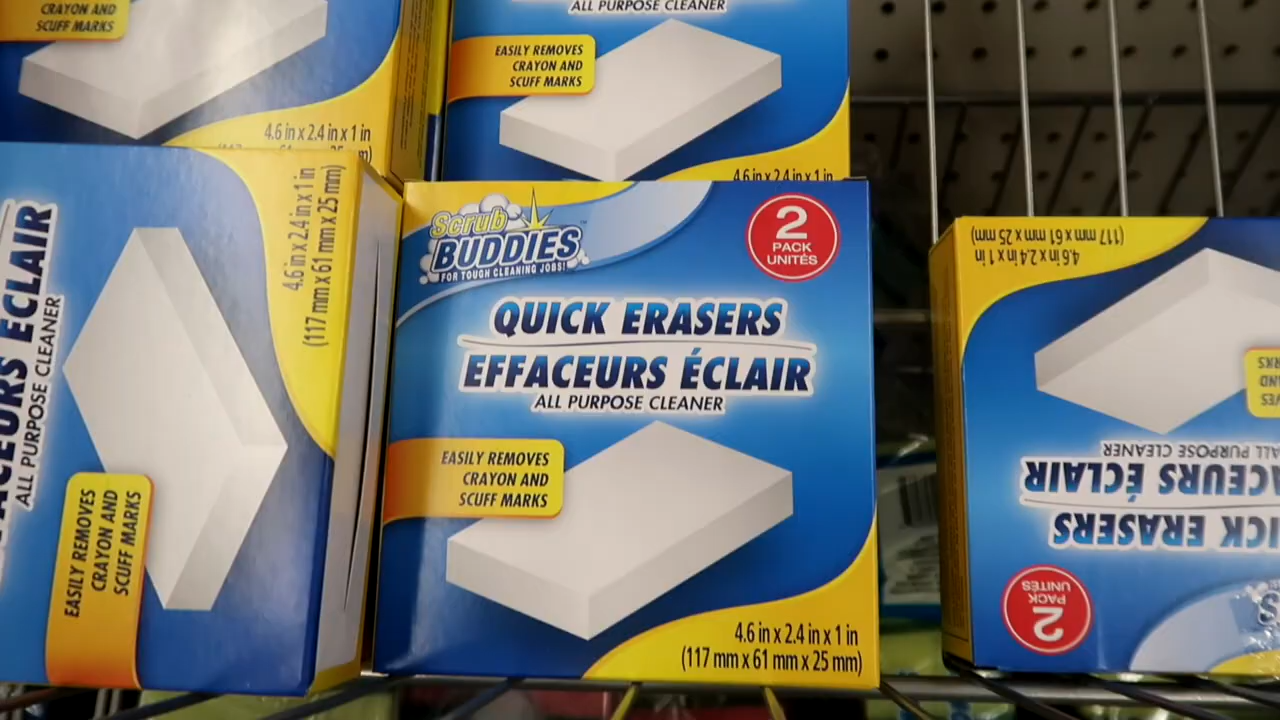 CRAYON AND
SCUFF MARKS
4.6 in x 2.4 in x 1 in
ALL PURPOSE CLEANER
EASILY REMOVES
CRAYON AND
SCUFF MARKS
4.6 in x 2.4 in x 1 in
ÉCLAIR
ALL PURPOSE CLEANER
EASILY REMOVES
CRAYON AND
SCUFF MARKS
4.6 in x 2.4 in x 1 in
(117 mm x 61 mm x 25 mm)
Scrub
BUDDIES™
FOR TOUGH CLEANING JOBS!
2
PACK
UNITÉS
QUICK ERASERS
EFFACEURS ÉCLAIR
ALL PURPOSE CLEANER
EASILY REMOVES
CRAYON AND
SCUFF MARKS
4.6 in x 2.4 in x 1 in
(117 mm x 61 mm x 25 mm)
2
PACK
UNITÉS
ERASERS
ÉCLAIR
PURPOSE CLEANER
AND
4.6 in x 2.4 in x 1 in
(117 mm x 61 mm x 25 mm)